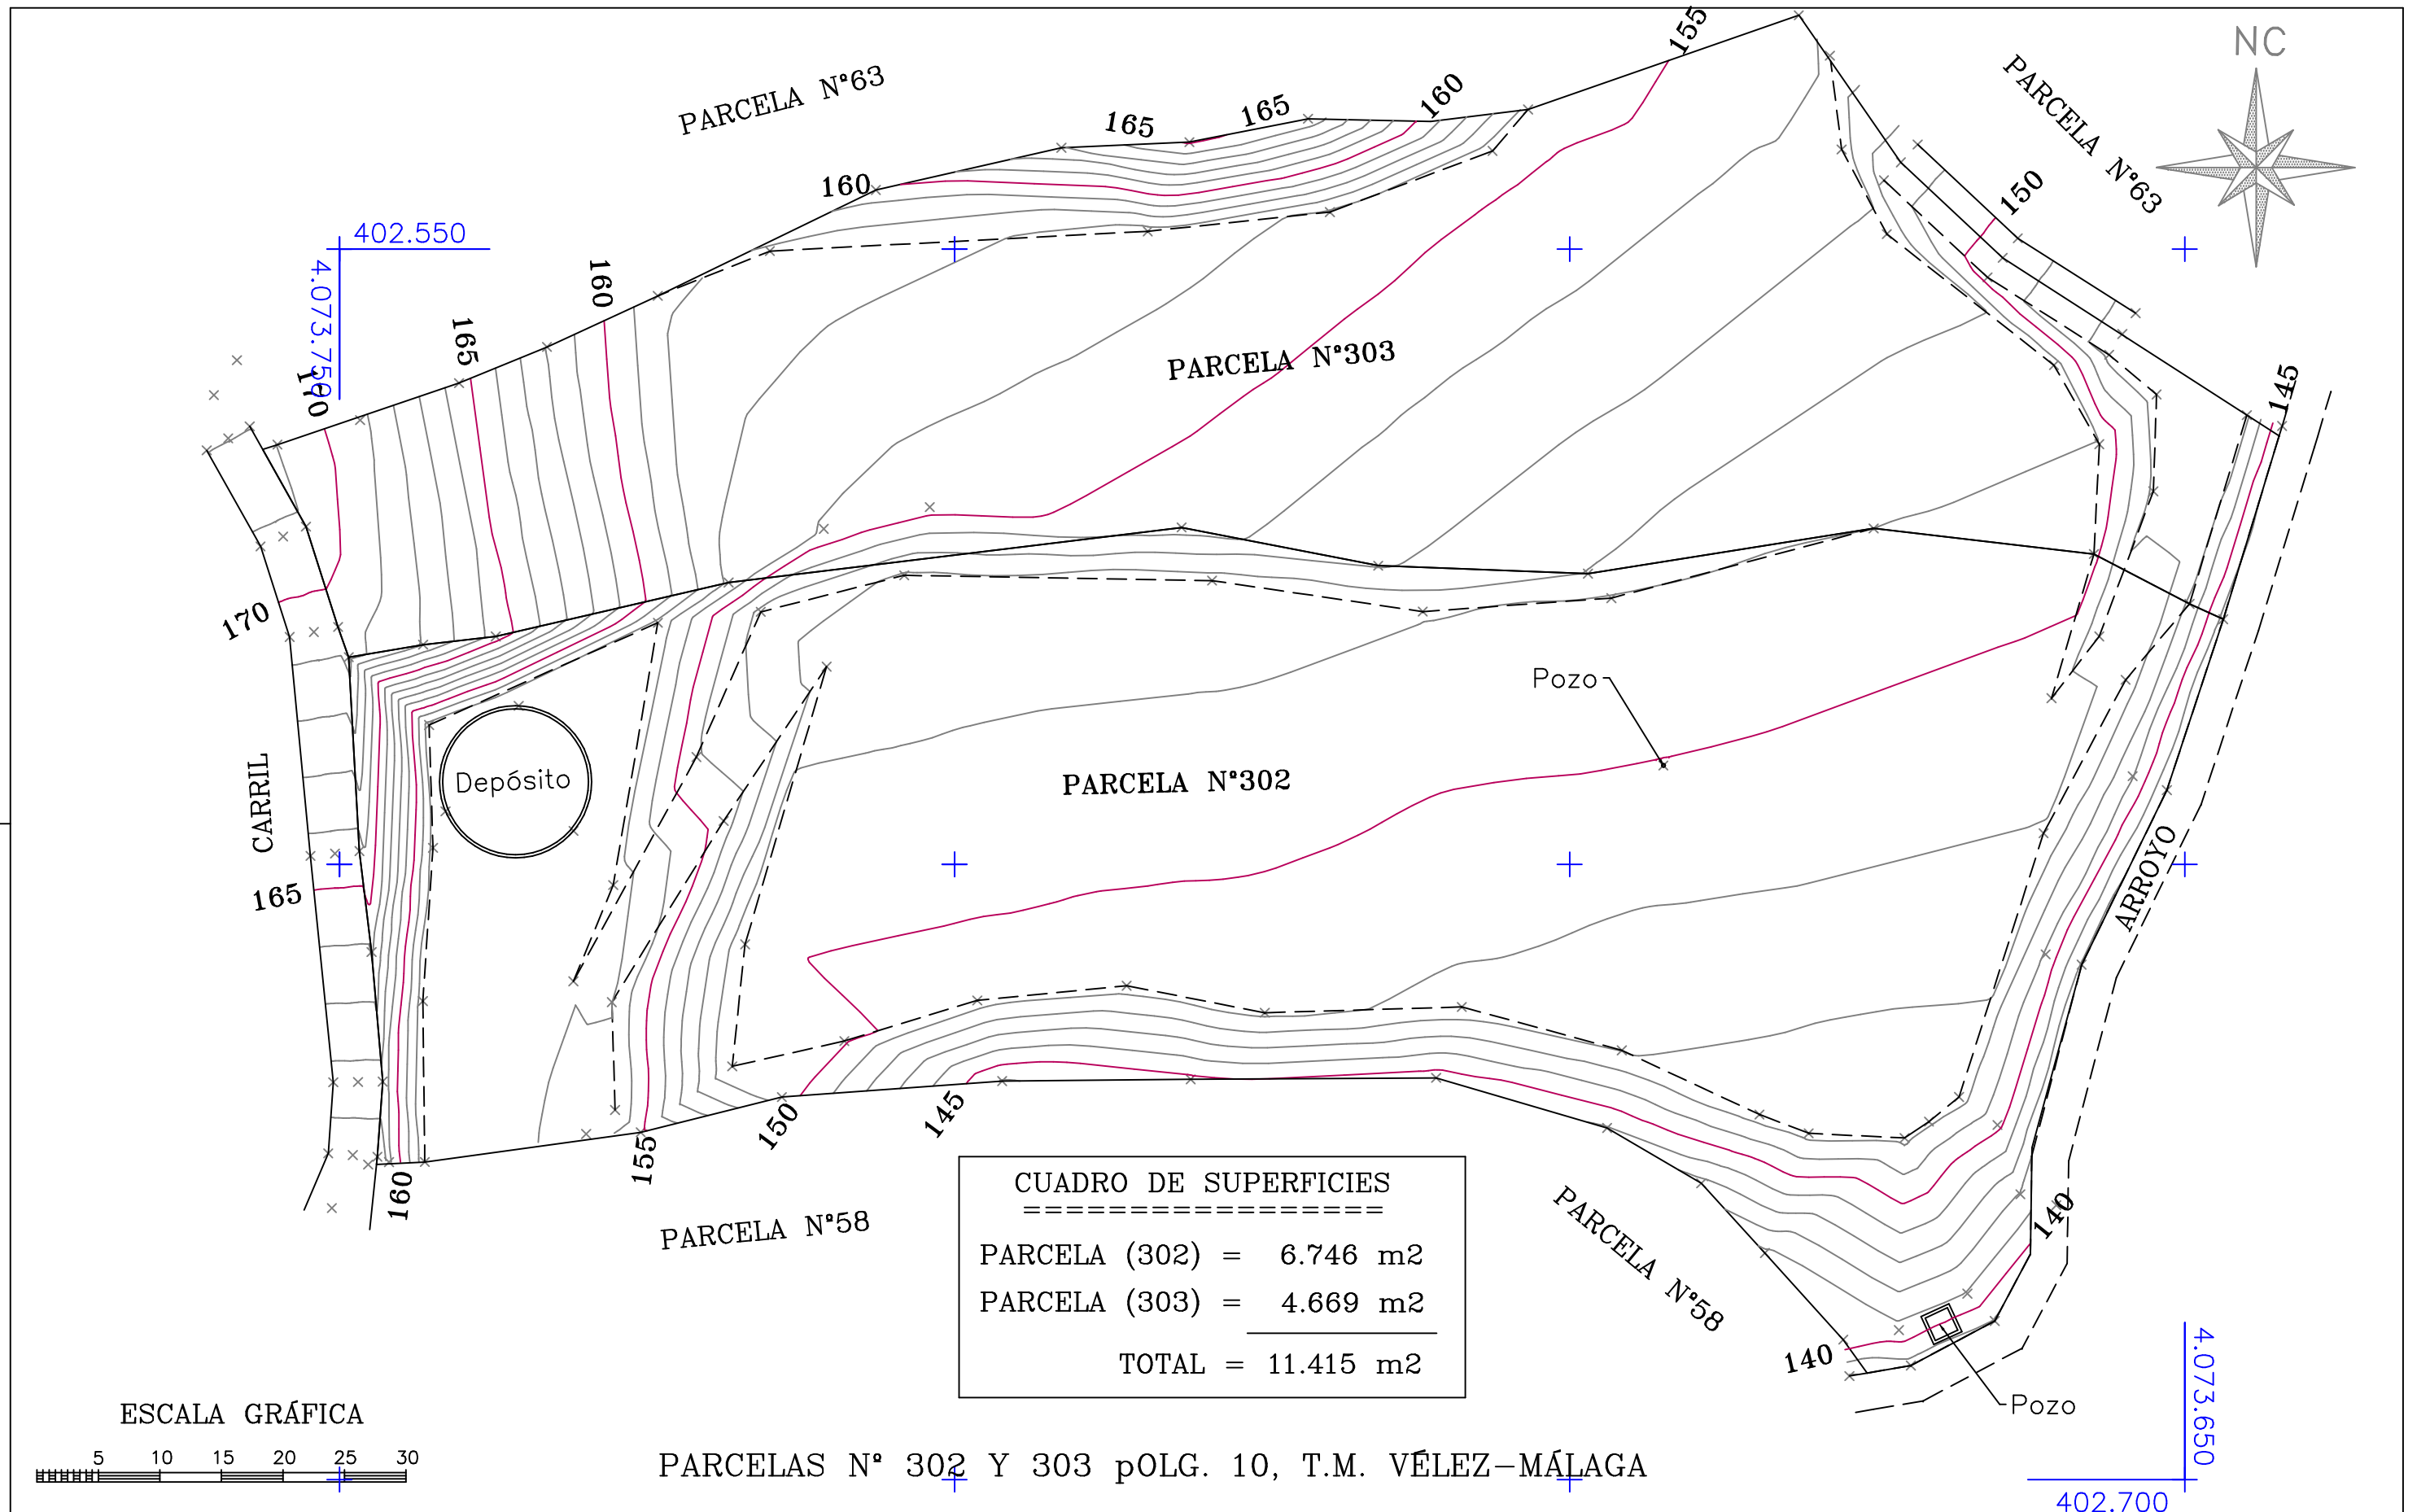 155
NC
PARCELA Nº63
165
165
160
PARCELA Nº63
160
150
402.550
4.073.750
160
165
170
PARCELA Nº303
145
170
Pozo
CARRIL
Depósito
PARCELA Nº302
165
ARROYO
150
145
155
160
PARCELA Nº58
CUADRO DE SUPERFICIES
=================
PARCELA (302) = 6.746 m2
PARCELA (303) = 4.669 m2
TOTAL = 11.415 m2
PARCELA Nº58
140
140
Pozo
4.073.650
402.700
ESCALA GRÁFICA
5 10 15 20 25 30
PARCELAS Nº 302 Y 303 pOLG. 10, T.M. VÉLEZ-MÁLAGA